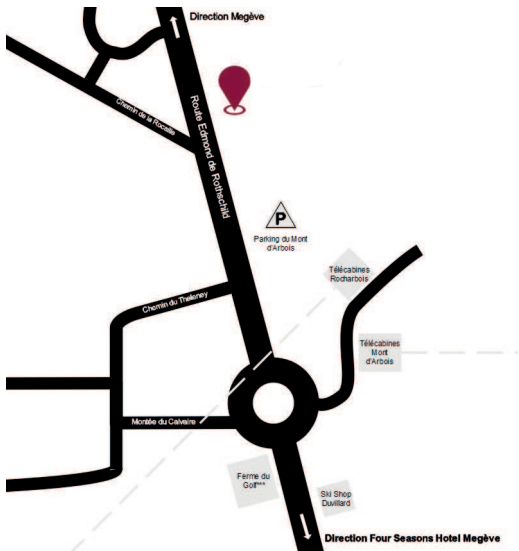 Direction Megève
Chemin de la Rocaille
Route Edmond de Rothschild
P
Parking du Mont
d'Arbois
Télécabines
Rocharbois
Chemin du Theleney
Télécabines
Mont
d'Arbois
Montée du Calvaire
Ferme du
Golf***
Ski Shop
Duvillard
Direction Four Seasons Hotel Megève